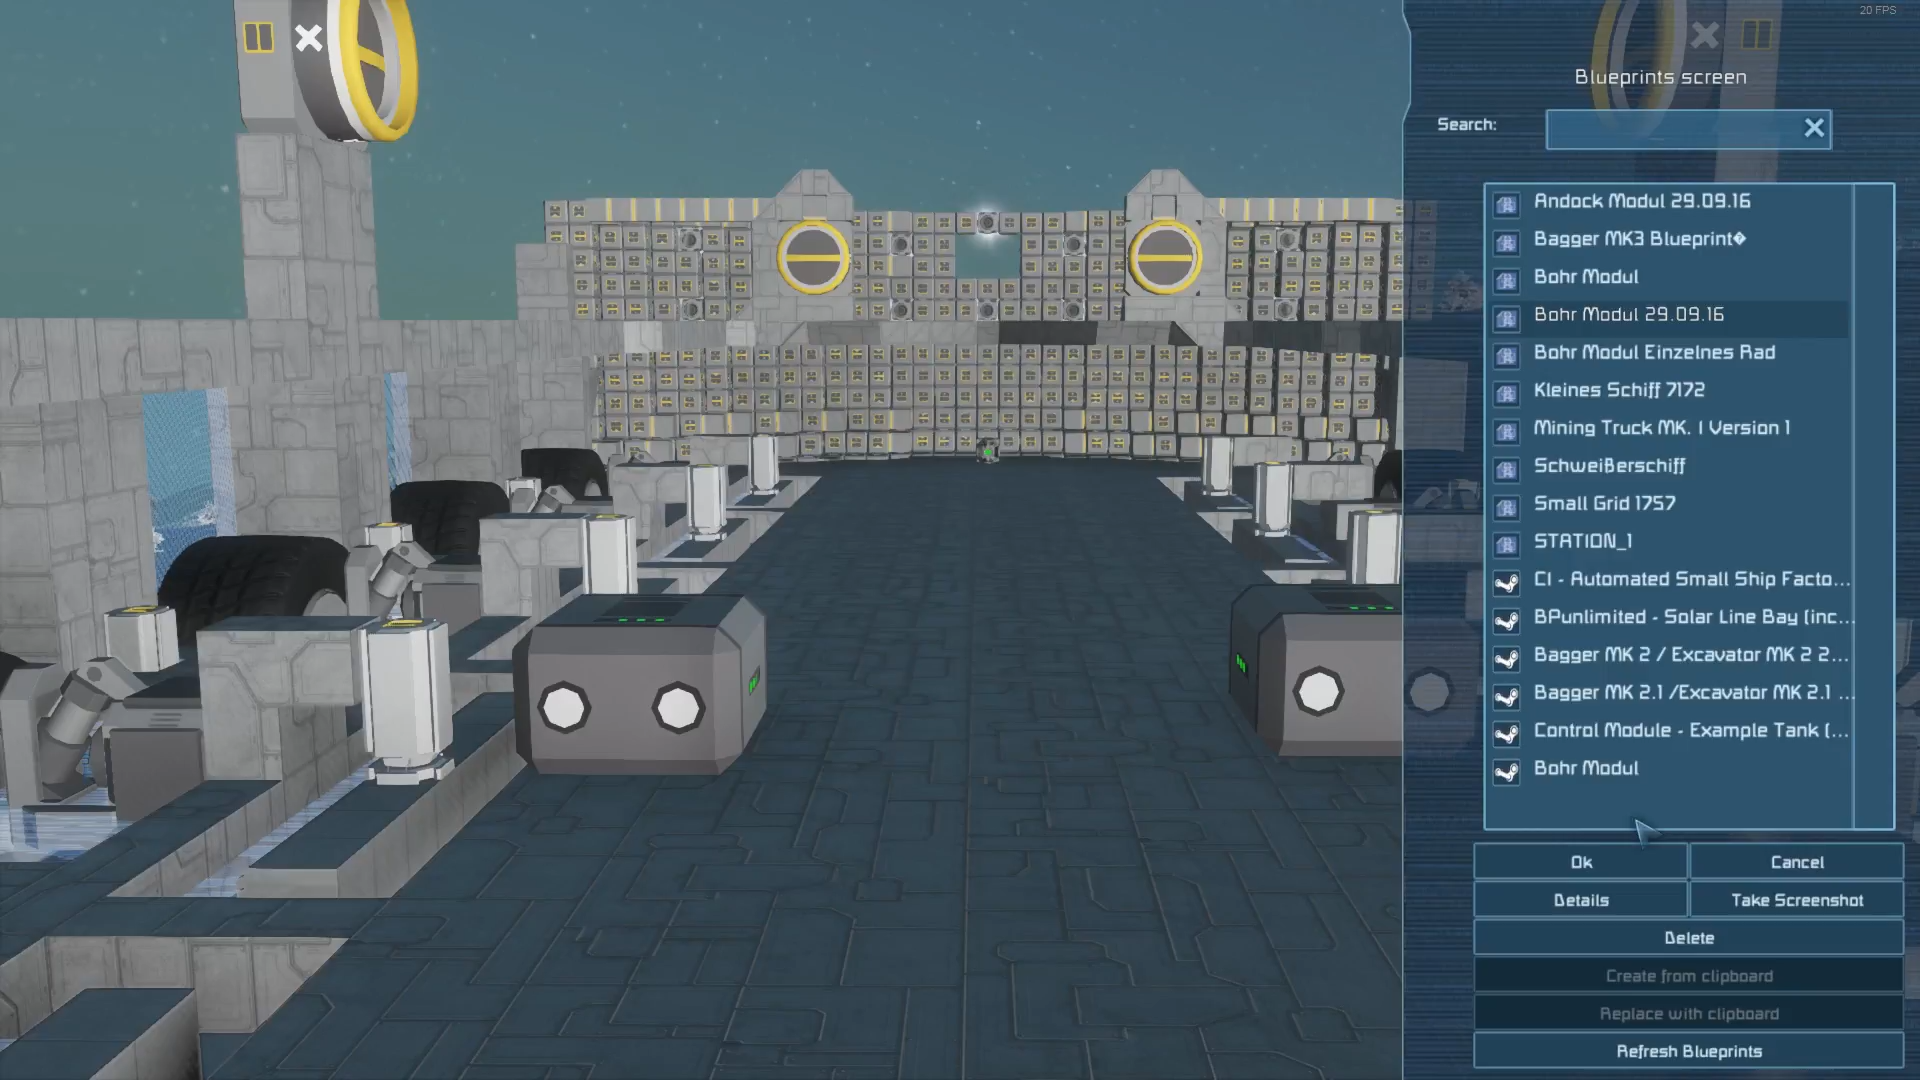 20 FPS
Blueprints screen
Search:
Andock Modul 29.09.16
Bagger MK3 Blueprint�
Bohr Modul
Bohr Modul 29.09.16
Bohr Modul Einzelnes Rad
Kleines Schiff 7172
Mining Truck MK. 1 Version 1
Schweißerschiff
Small Grid 1757
STATION_1
CI - Automated Small Ship Facto...
BPunlimited - Solar Line Bay (inc...
Bagger MK 2 / Excavator MK 2 2...
Bagger MK 2.1 /Excavator MK 2.1 ...
Control Module - Example Tank (...
Bohr Modul
Ok
Cancel
Details
Take Screenshot
Delete
Create from clipboard
Replace with clipboard
Refresh Blueprints